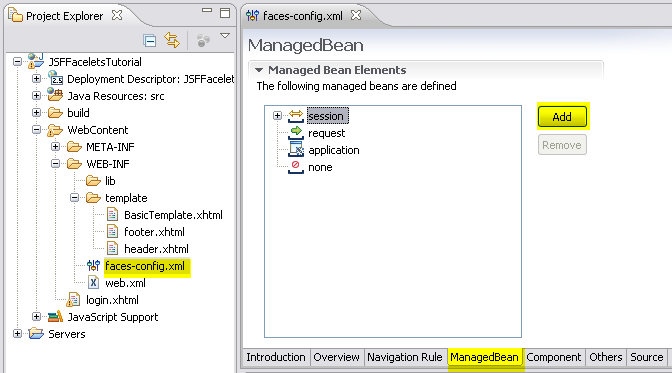 Project Explorer
JSFFaceletsTutorial
Deployment Descriptor: JSFFacelet
Java Resources: src
build
WebContent
META-INF
WEB-INF
lib
template
BasicTemplate.xhtml
footer.xhtml
header.xhtml
faces-config.xml
web.xml
login.xhtml
JavaScript Support
Servers
faces-config.xml
ManagedBean
Managed Bean Elements
The following managed beans are defined
session
request
application
none
Add
Remove
Introduction Overview Navigation Rule ManagedBean Component Others Source